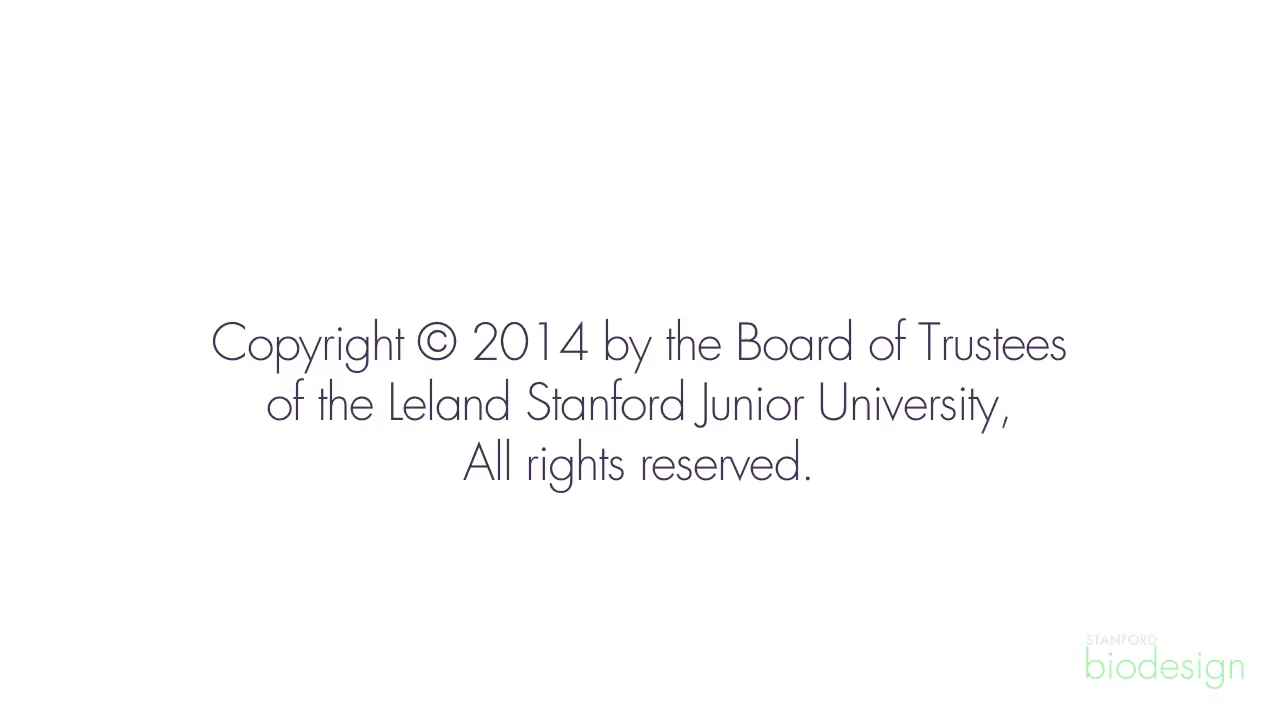 Copyright © 2014 by the Board of Trustees
of the Leland Stanford Junior University,
All rights reserved.
STANFORD
biodesign